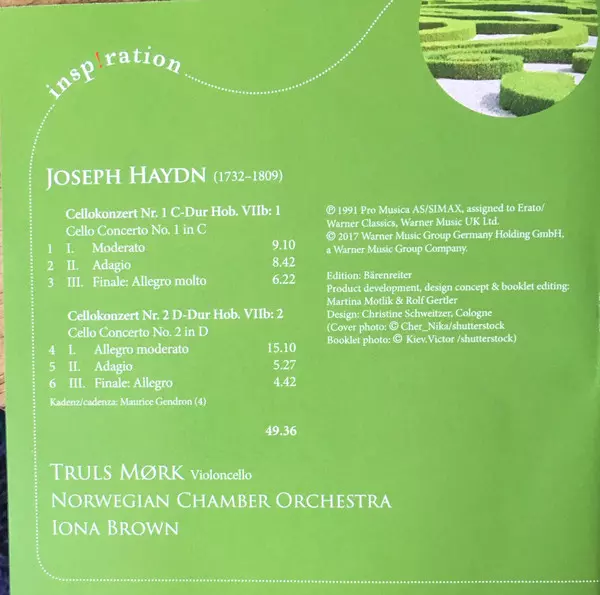 insp!ration
JOSEPH HAYDN (1732–1809)
Cellokonzert Nr. 1 C-Dur Hob. VIIb: 1
Cello Concerto No. 1 in C
1 I. Moderato 9.10
2 II. Adagio 8.42
3 III. Finale: Allegro molto 6.22
Cellokonzert Nr. 2 D-Dur Hob. VIIb: 2
Cello Concerto No. 2 in D
4 I. Allegro moderato 15.10
5 II. Adagio 5.27
6 III. Finale: Allegro 4.42
Kadenz/cadenza: Maurice Gendron (4)
49.36
TRULS MØRK Violoncello
NORWEGIAN CHAMBER ORCHESTRA
IONA BROWN
℗ 1991 Pro Musica AS/SIMAX, assigned to Erato/
Warner Classics, Warner Music UK Ltd.
© 2017 Warner Music Group Germany Holding GmbH,
a Warner Music Group Company.
Edition: Bärenreiter
Product development, design concept & booklet editing:
Martina Motlik & Rolf Gertler
Design: Christine Schweitzer, Cologne
(Cover photo: © Cher_Nika/shutterstock
Booklet photo: © Kiev.Victor /shutterstock)